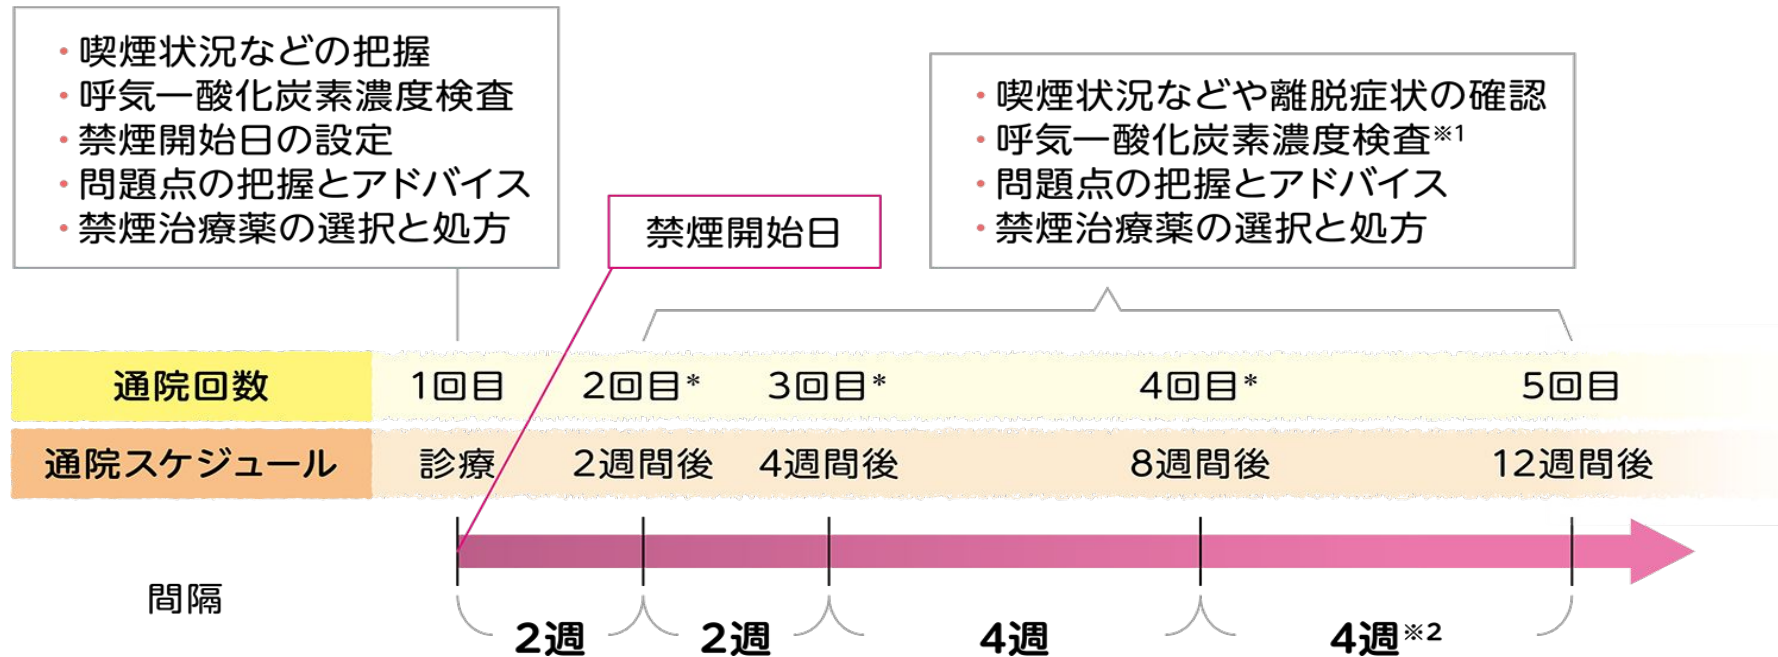 ・喫煙状況などの把握
・呼気一酸化炭素濃度検査
・禁煙開始日の設定
・問題点の把握とアドバイス
・禁煙治療薬の選択と処方
禁煙開始日
・喫煙状況などや離脱症状の確認
・呼気一酸化炭素濃度検査※1
・問題点の把握とアドバイス
・禁煙治療薬の選択と処方
通院回数 1回目 2回目* 3回目* 4回目* 5回目
通院スケジュール 診療 2週間後 4週間後 8週間後 12週間後
間隔
2週 2週 4週 4週※2